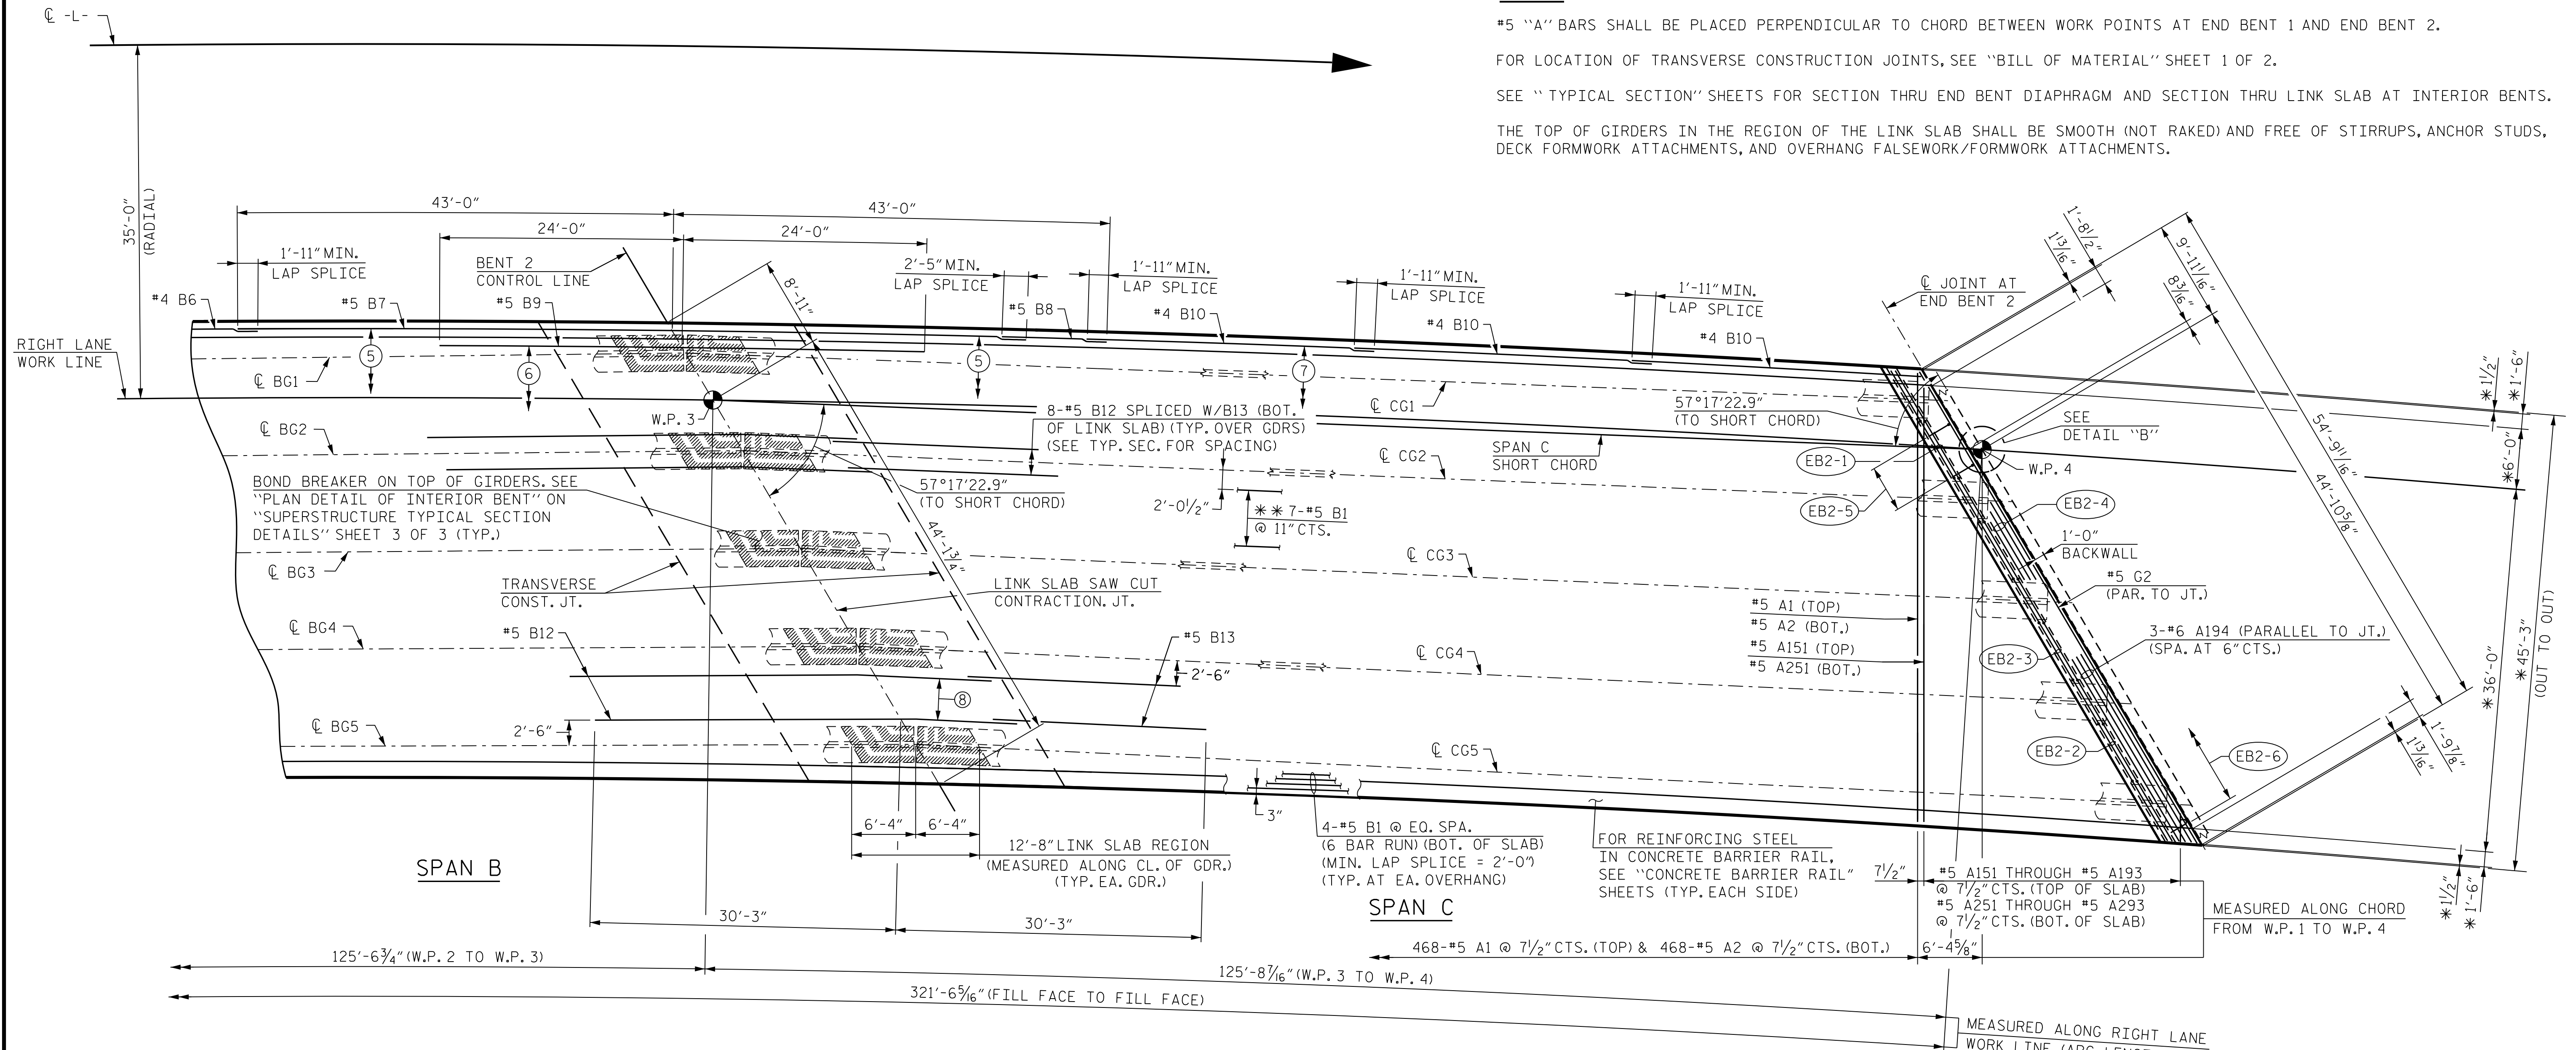 ℄ -L-
#5 ‶A″ BARS SHALL BE PLACED PERPENDICULAR TO CHORD BETWEEN WORK POINTS AT END BENT 1 AND END BENT 2.
FOR LOCATION OF TRANSVERSE CONSTRUCTION JOINTS, SEE ‶BILL OF MATERIAL″ SHEET 1 OF 2.
SEE ‶TYPICAL SECTION″ SHEETS FOR SECTION THRU END BENT DIAPHRAGM AND SECTION THRU LINK SLAB AT INTERIOR BENTS.
THE TOP OF GIRDERS IN THE REGION OF THE LINK SLAB SHALL BE SMOOTH (NOT RAKED) AND FREE OF STIRRUPS, ANCHOR STUDS,
DECK FORMWORK ATTACHMENTS, AND OVERHANG FALSEWORK/FORMWORK ATTACHMENTS.
35′-0″
(RADIAL)
43′-0″
43′-0″
24′-0″
24′-0″
1′-11″ MIN.
LAP SPLICE
BENT 2
CONTROL LINE
8′-11″
2′-5″ MIN.
LAP SPLICE
1′-11″ MIN.
LAP SPLICE
1′-11″ MIN.
LAP SPLICE
1′-11″ MIN.
LAP SPLICE
℄ JOINT AT
END BENT 2
1′-8½″
1 13/16″
9′-11 1/16″
8 3/16″
#4 B6
#5 B7
#5 B9
#5 B8
#4 B10
#4 B10
#4 B10
RIGHT LANE
WORK LINE
5
6
5
7
℄ BG1
℄ CG1
W.P. 3
8-#5 B12 SPLICED W/B13 (BOT.
OF LINK SLAB) (TYP. OVER GDRS)
(SEE TYP. SEC. FOR SPACING)
57°17′22.9″
(TO SHORT CHORD)
SPAN C
SHORT CHORD
SEE
DETAIL ‶B″
W.P. 4
EB2-1
54′-9 11/16″
44′-10 5/8″
*1½″
*1′-6″
*6′-0″
℄ BG2
℄ CG2
BOND BREAKER ON TOP OF GIRDERS. SEE
‶PLAN DETAIL OF INTERIOR BENT″ ON
‶SUPERSTRUCTURE TYPICAL SECTION
DETAILS″ SHEET 3 OF 3 (TYP.)
57°17′22.9″
(TO SHORT CHORD)
2′-0½″
**7-#5 B1
@ 11″ CTS.
EB2-5
EB2-4
1′-0″
BACKWALL
℄ BG3
℄ CG3
44′-1 3/4″
TRANSVERSE
CONST. JT.
LINK SLAB SAW CUT
CONTRACTION. JT.
#5 G2
(PAR. TO JT.)
#5 A1 (TOP)
#5 A2 (BOT.)
#5 A151 (TOP)
#5 A251 (BOT.)
3-#6 A194 (PARALLEL TO JT.)
(SPA. AT 6″ CTS.)
EB2-3
*36′-0″
*45′-3″
(OUT TO OUT)
℄ BG4
#5 B12
#5 B13
℄ CG4
2′-6″
8
℄ BG5
2′-6″
℄ CG5
EB2-2
EB2-6
1′-9 7/8″
1 13/16″
6′-4″
6′-4″
12′-8″ LINK SLAB REGION
(MEASURED ALONG CL. OF GDR.)
(TYP. EA. GDR.)
3″
4-#5 B1 @ EQ. SPA.
(6 BAR RUN) (BOT. OF SLAB)
(MIN. LAP SPLICE = 2′-0″)
(TYP. AT EA. OVERHANG)
FOR REINFORCING STEEL
IN CONCRETE BARRIER RAIL,
SEE ‶CONCRETE BARRIER RAIL″
SHEETS (TYP. EACH SIDE)
7½″
#5 A151 THROUGH #5 A193
@ 7½″ CTS. (TOP OF SLAB)
#5 A251 THROUGH #5 A293
@ 7½″ CTS. (BOT. OF SLAB)
MEASURED ALONG CHORD
FROM W.P. 1 TO W.P. 4
*1½″
*1′-6″
SPAN B
SPAN C
30′-3″
30′-3″
468-#5 A1 @ 7½″ CTS. (TOP) & 468-#5 A2 @ 7½″ CTS. (BOT.)
6′-4 5/8″
125′-6 3/4″ (W.P. 2 TO W.P. 3)
125′-8 7/16″ (W.P. 3 TO W.P. 4)
321′-6 5/16″ (FILL FACE TO FILL FACE)
MEASURED ALONG RIGHT LANE
WORK LINE (ARC LENGTH